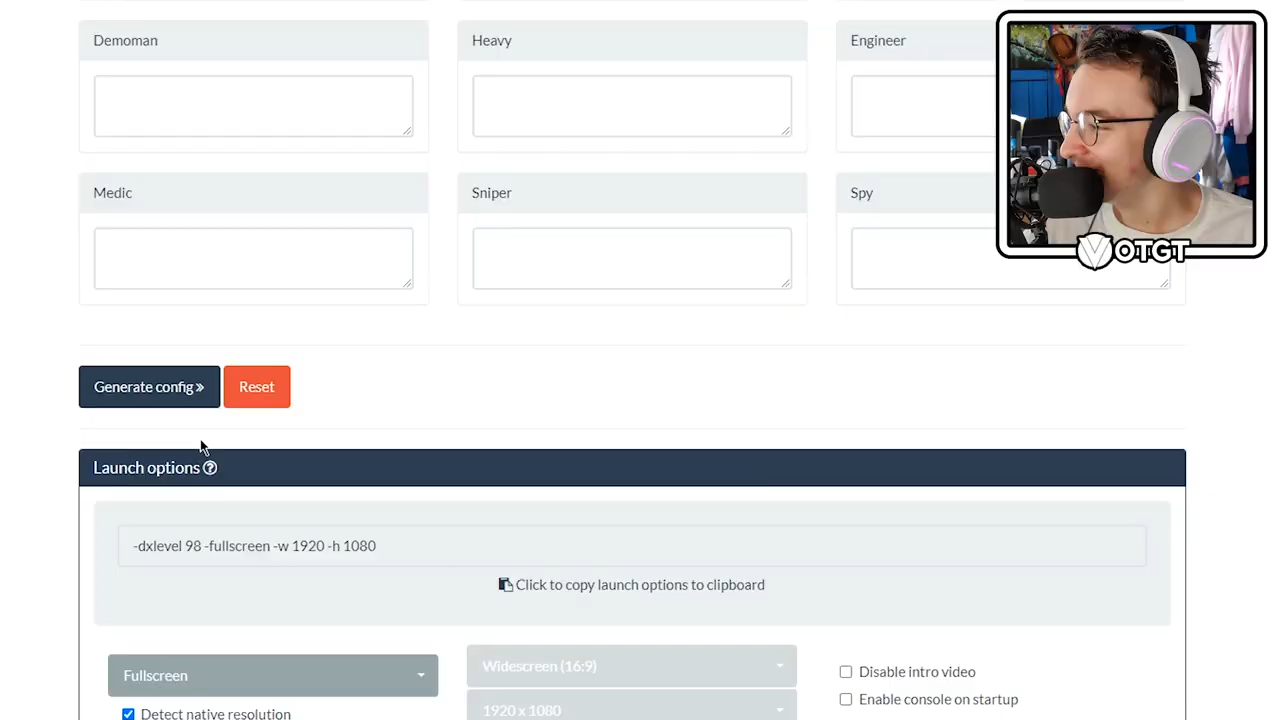 Demoman
Heavy
Engineer
Medic
Sniper
Spy
VOTGT
Generate config »
Reset
Launch options
-dxlevel 98 -fullscreen -w 1920 -h 1080
Click to copy launch options to clipboard
Fullscreen
Widescreen (16:9)
Disable intro video
Detect native resolution
1920 x 1080
Enable console on startup